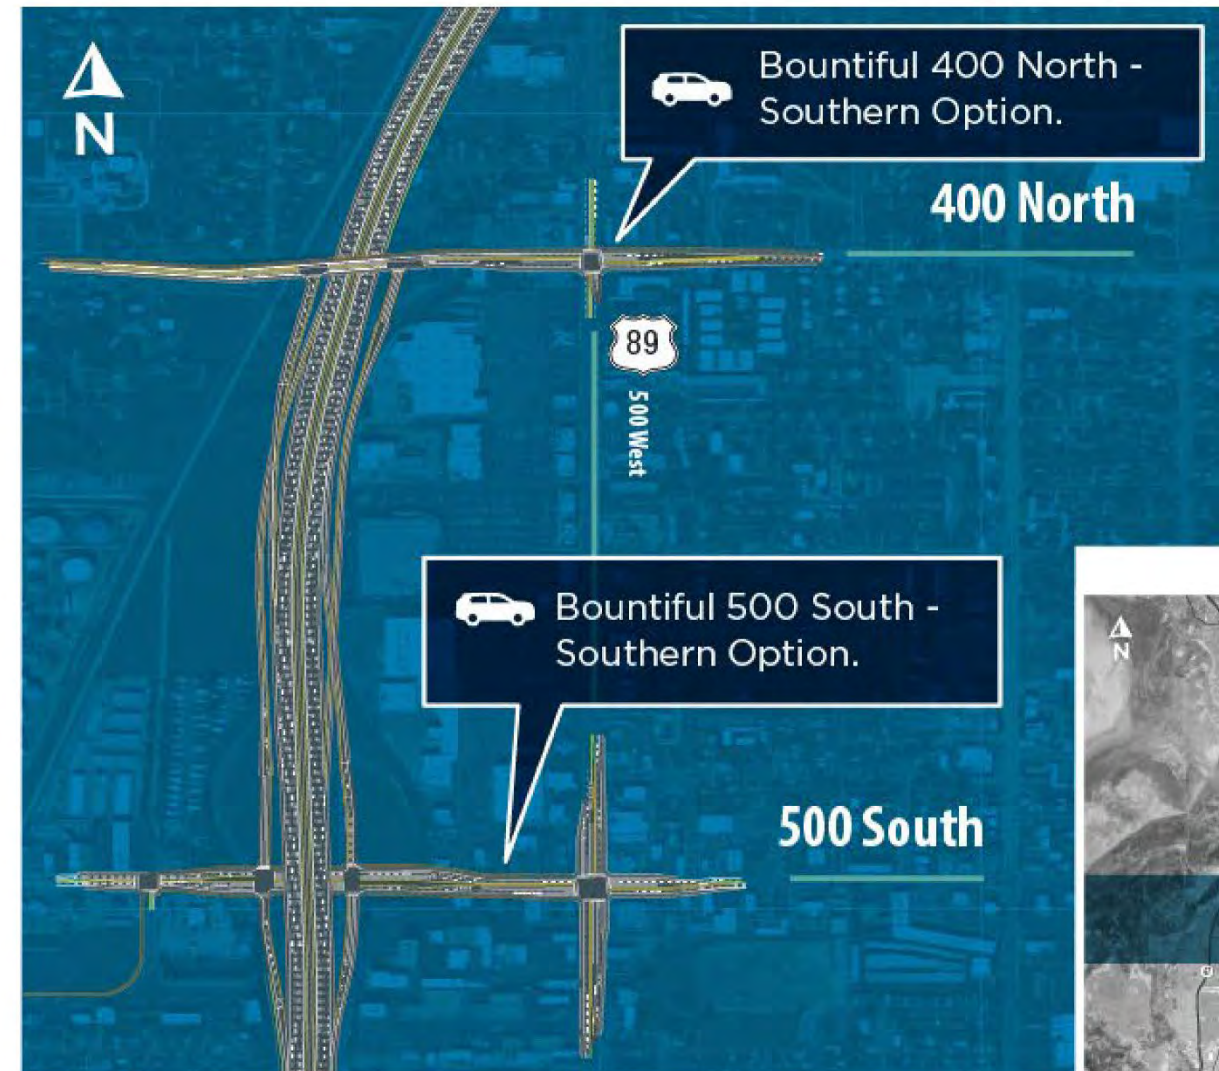 N
Bountiful 400 North -
Southern Option.
400 North
89
500 West
Bountiful 500 South -
Southern Option.
500 South
N